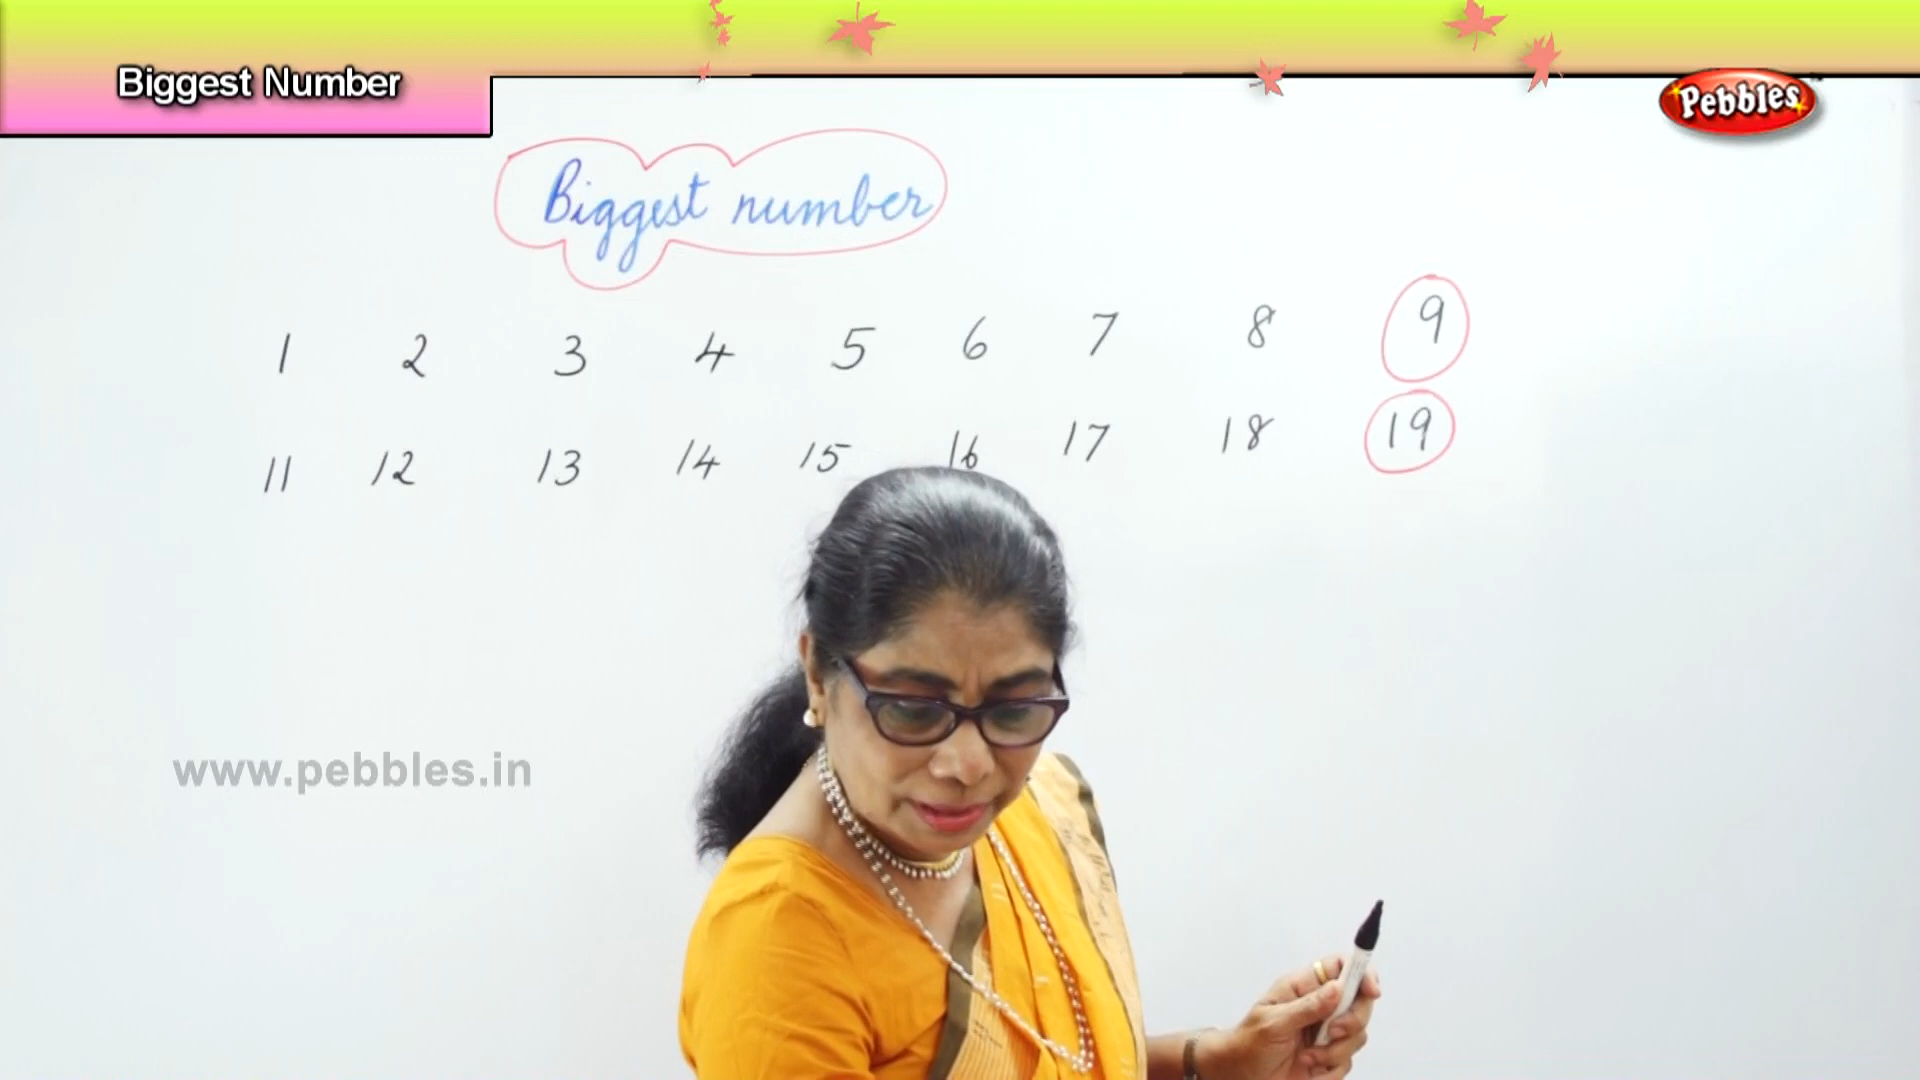 Biggest Number
Pebbles
Biggest number
1 2 3 4 5 6 7 8 9
11 12 13 14 15 16 17 18 19
www.pebbles.in